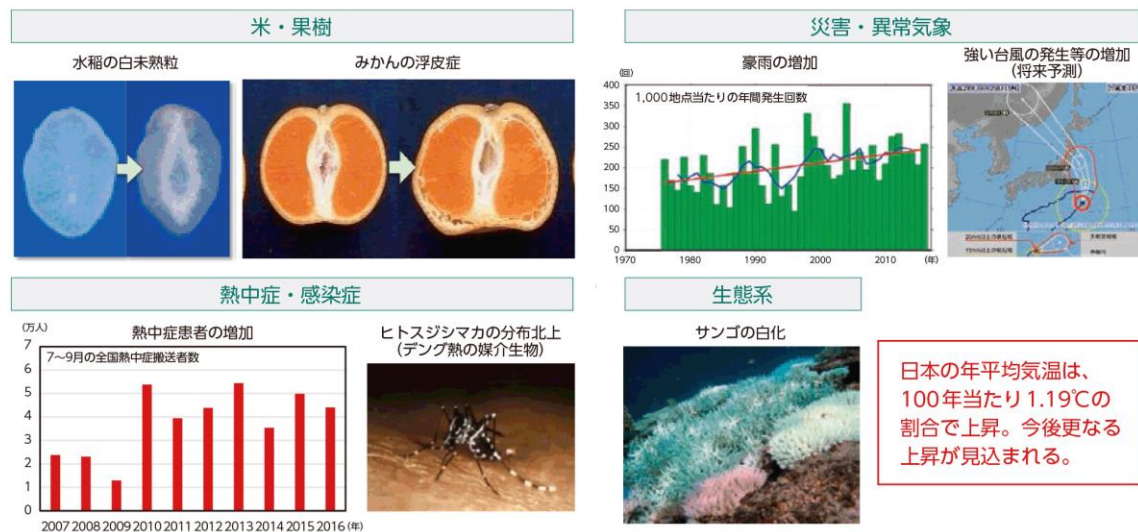 米・果樹
水稲の白未熟粒
みかんの浮皮症
災害・異常気象
豪雨の増加
(回)
1,000地点当たりの年間発生回数
400
350
300
250
200
150
100
50
0
1970
1980
1990
2000
2010
(年)
強い台風の発生等の増加
(将来予測)
熱中症・感染症
熱中症患者の増加
(万人)
7～9月の全国熱中症搬送者数
7
6
5
4
3
2
1
0
2007 2008 2009 2010 2011 2012 2013 2014 2015 2016 (年)
ヒトスジシマカの分布北上
(デング熱の媒介生物)
生態系
サンゴの白化
日本の年平均気温は、
100年当たり1.19℃の
割合で上昇。今後更なる
上昇が見込まれる。